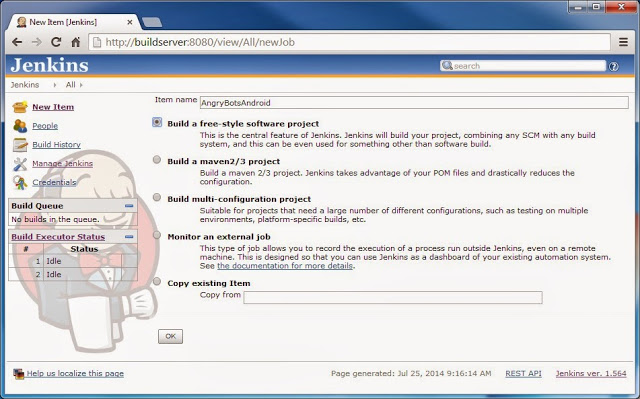 New Item [Jenkins]
http://buildserver:8080/view/All/newJob
Jenkins
search
Jenkins
All
New Item
People
Build History
Manage Jenkins
Credentials
Build Queue
No builds in the queue.
Build Executor Status
# Status
1 Idle
2 Idle
Item name AngryBotsAndroid
Build a free-style software project
This is the central feature of Jenkins. Jenkins will build your project, combining any SCM with any build
system, and this can be even used for something other than software build.
Build a maven2/3 project
Build a maven 2/3 project. Jenkins takes advantage of your POM files and drastically reduces the
configuration.
Build multi-configuration project
Suitable for projects that need a large number of different configurations, such as testing on multiple
environments, platform-specific builds, etc.
Monitor an external job
This type of job allows you to record the execution of a process run outside Jenkins, even on a remote
machine. This is designed so that you can use Jenkins as a dashboard of your existing automation system.
See the documentation for more details.
Copy existing Item
Copy from
OK
Help us localize this page
Page generated: Jul 25, 2014 9:16:14 AM
REST API
Jenkins ver. 1.564